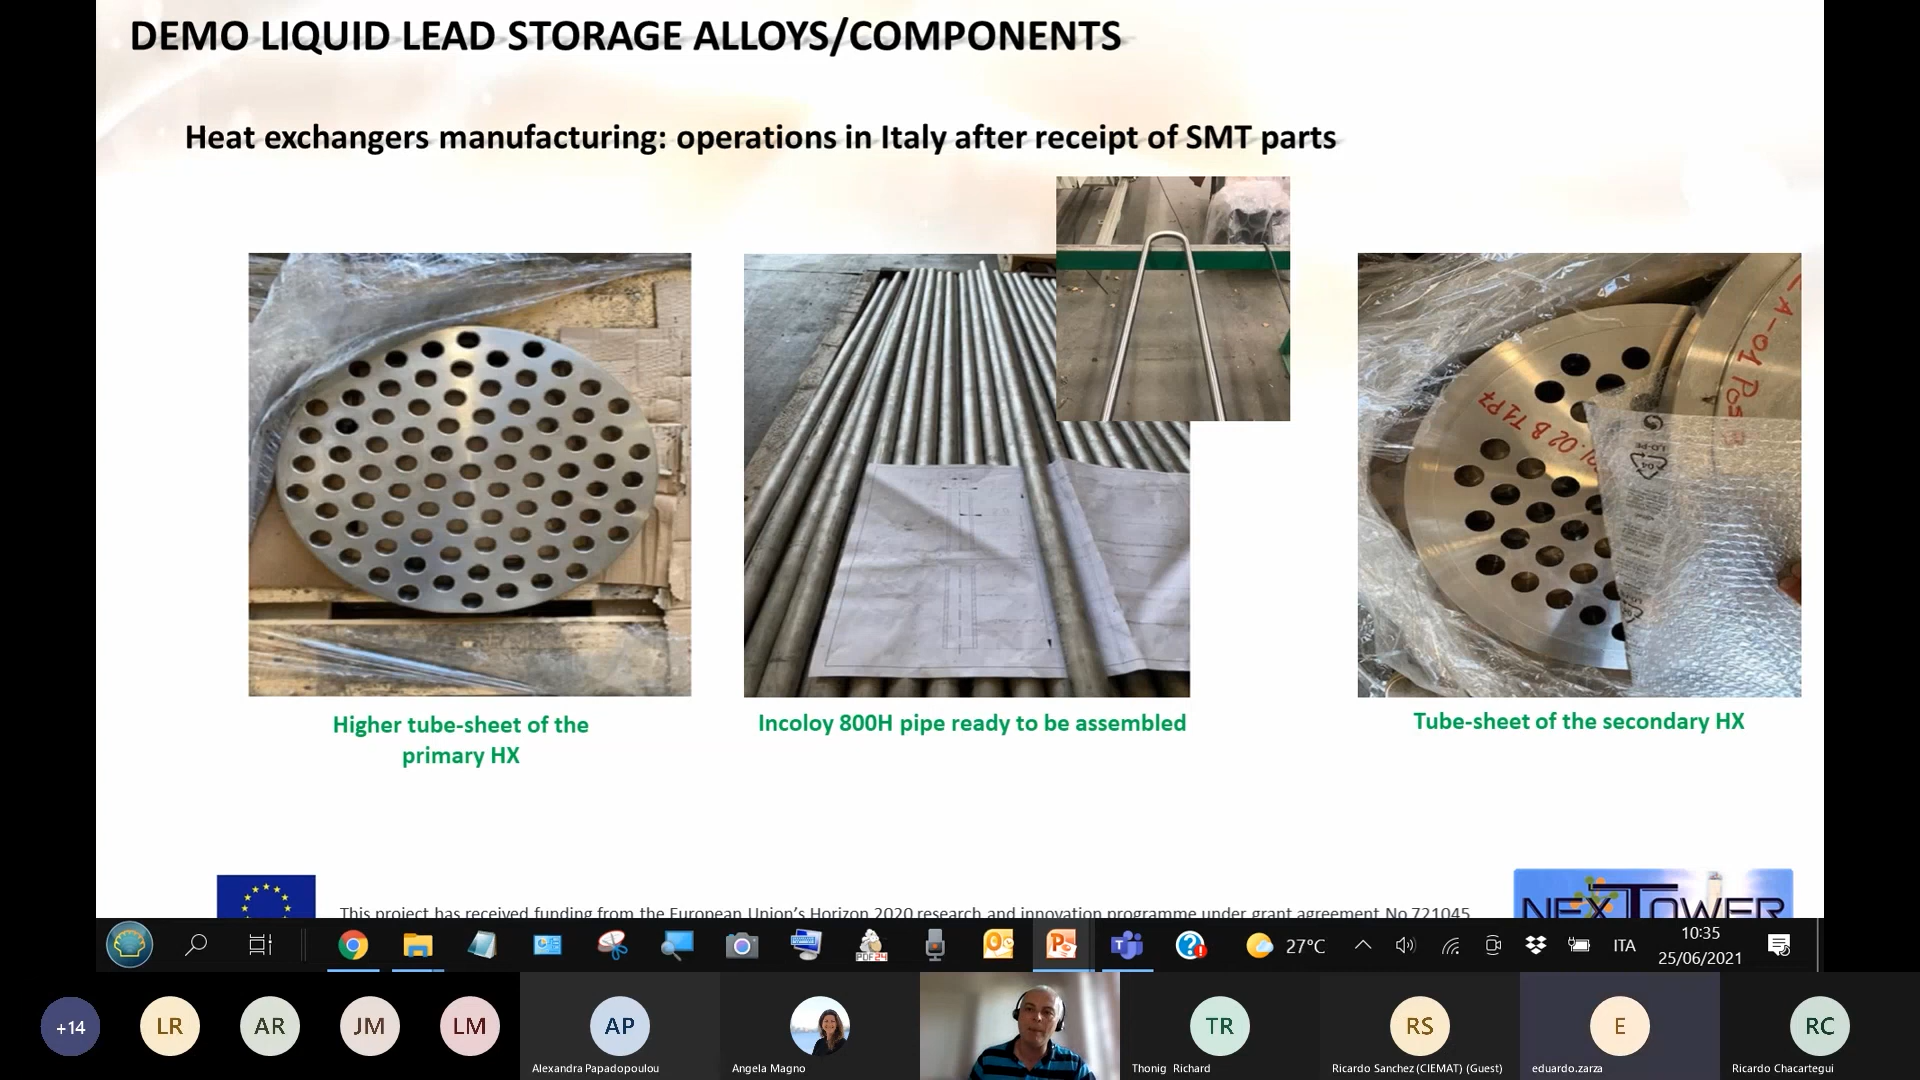 DEMO LIQUID LEAD STORAGE ALLOYS/COMPONENTS
Heat exchangers manufacturing: operations in Italy after receipt of SMT parts
Higher tube-sheet of the
primary HX
Incoloy 800H pipe ready to be assembled
Tube-sheet of the secondary HX
This project has received funding from the European Union's Horizon 2020 research and innovation programme under grant agreement No 721045
NEXTOWER
27°C
ITA
10:35
25/06/2021
+14
LR
AR
JM
LM
AP
TR
RS
E
RC
Alexandra Papadopoulou
Angela Magno
Thonig Richard
Ricardo Sanchez (CIEMAT) (Guest)
eduardo.zarza
Ricardo Chacartegui